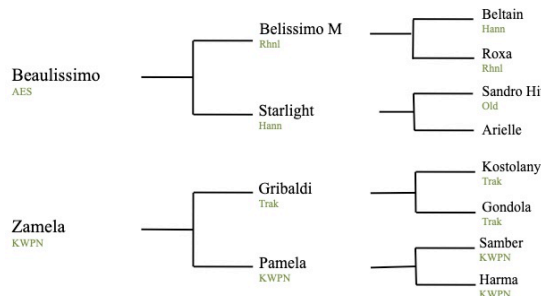 Beaulissimo
AES
Belissimo M
Rhnl
Beltain
Hann
Roxa
Rhnl
Starlight
Hann
Sandro Hi
Old
Arielle
Zamela
KWPN
Gribaldi
Trak
Kostolany
Trak
Gondola
Trak
Pamela
KWPN
Samber
KWPN
Harma
KWPN